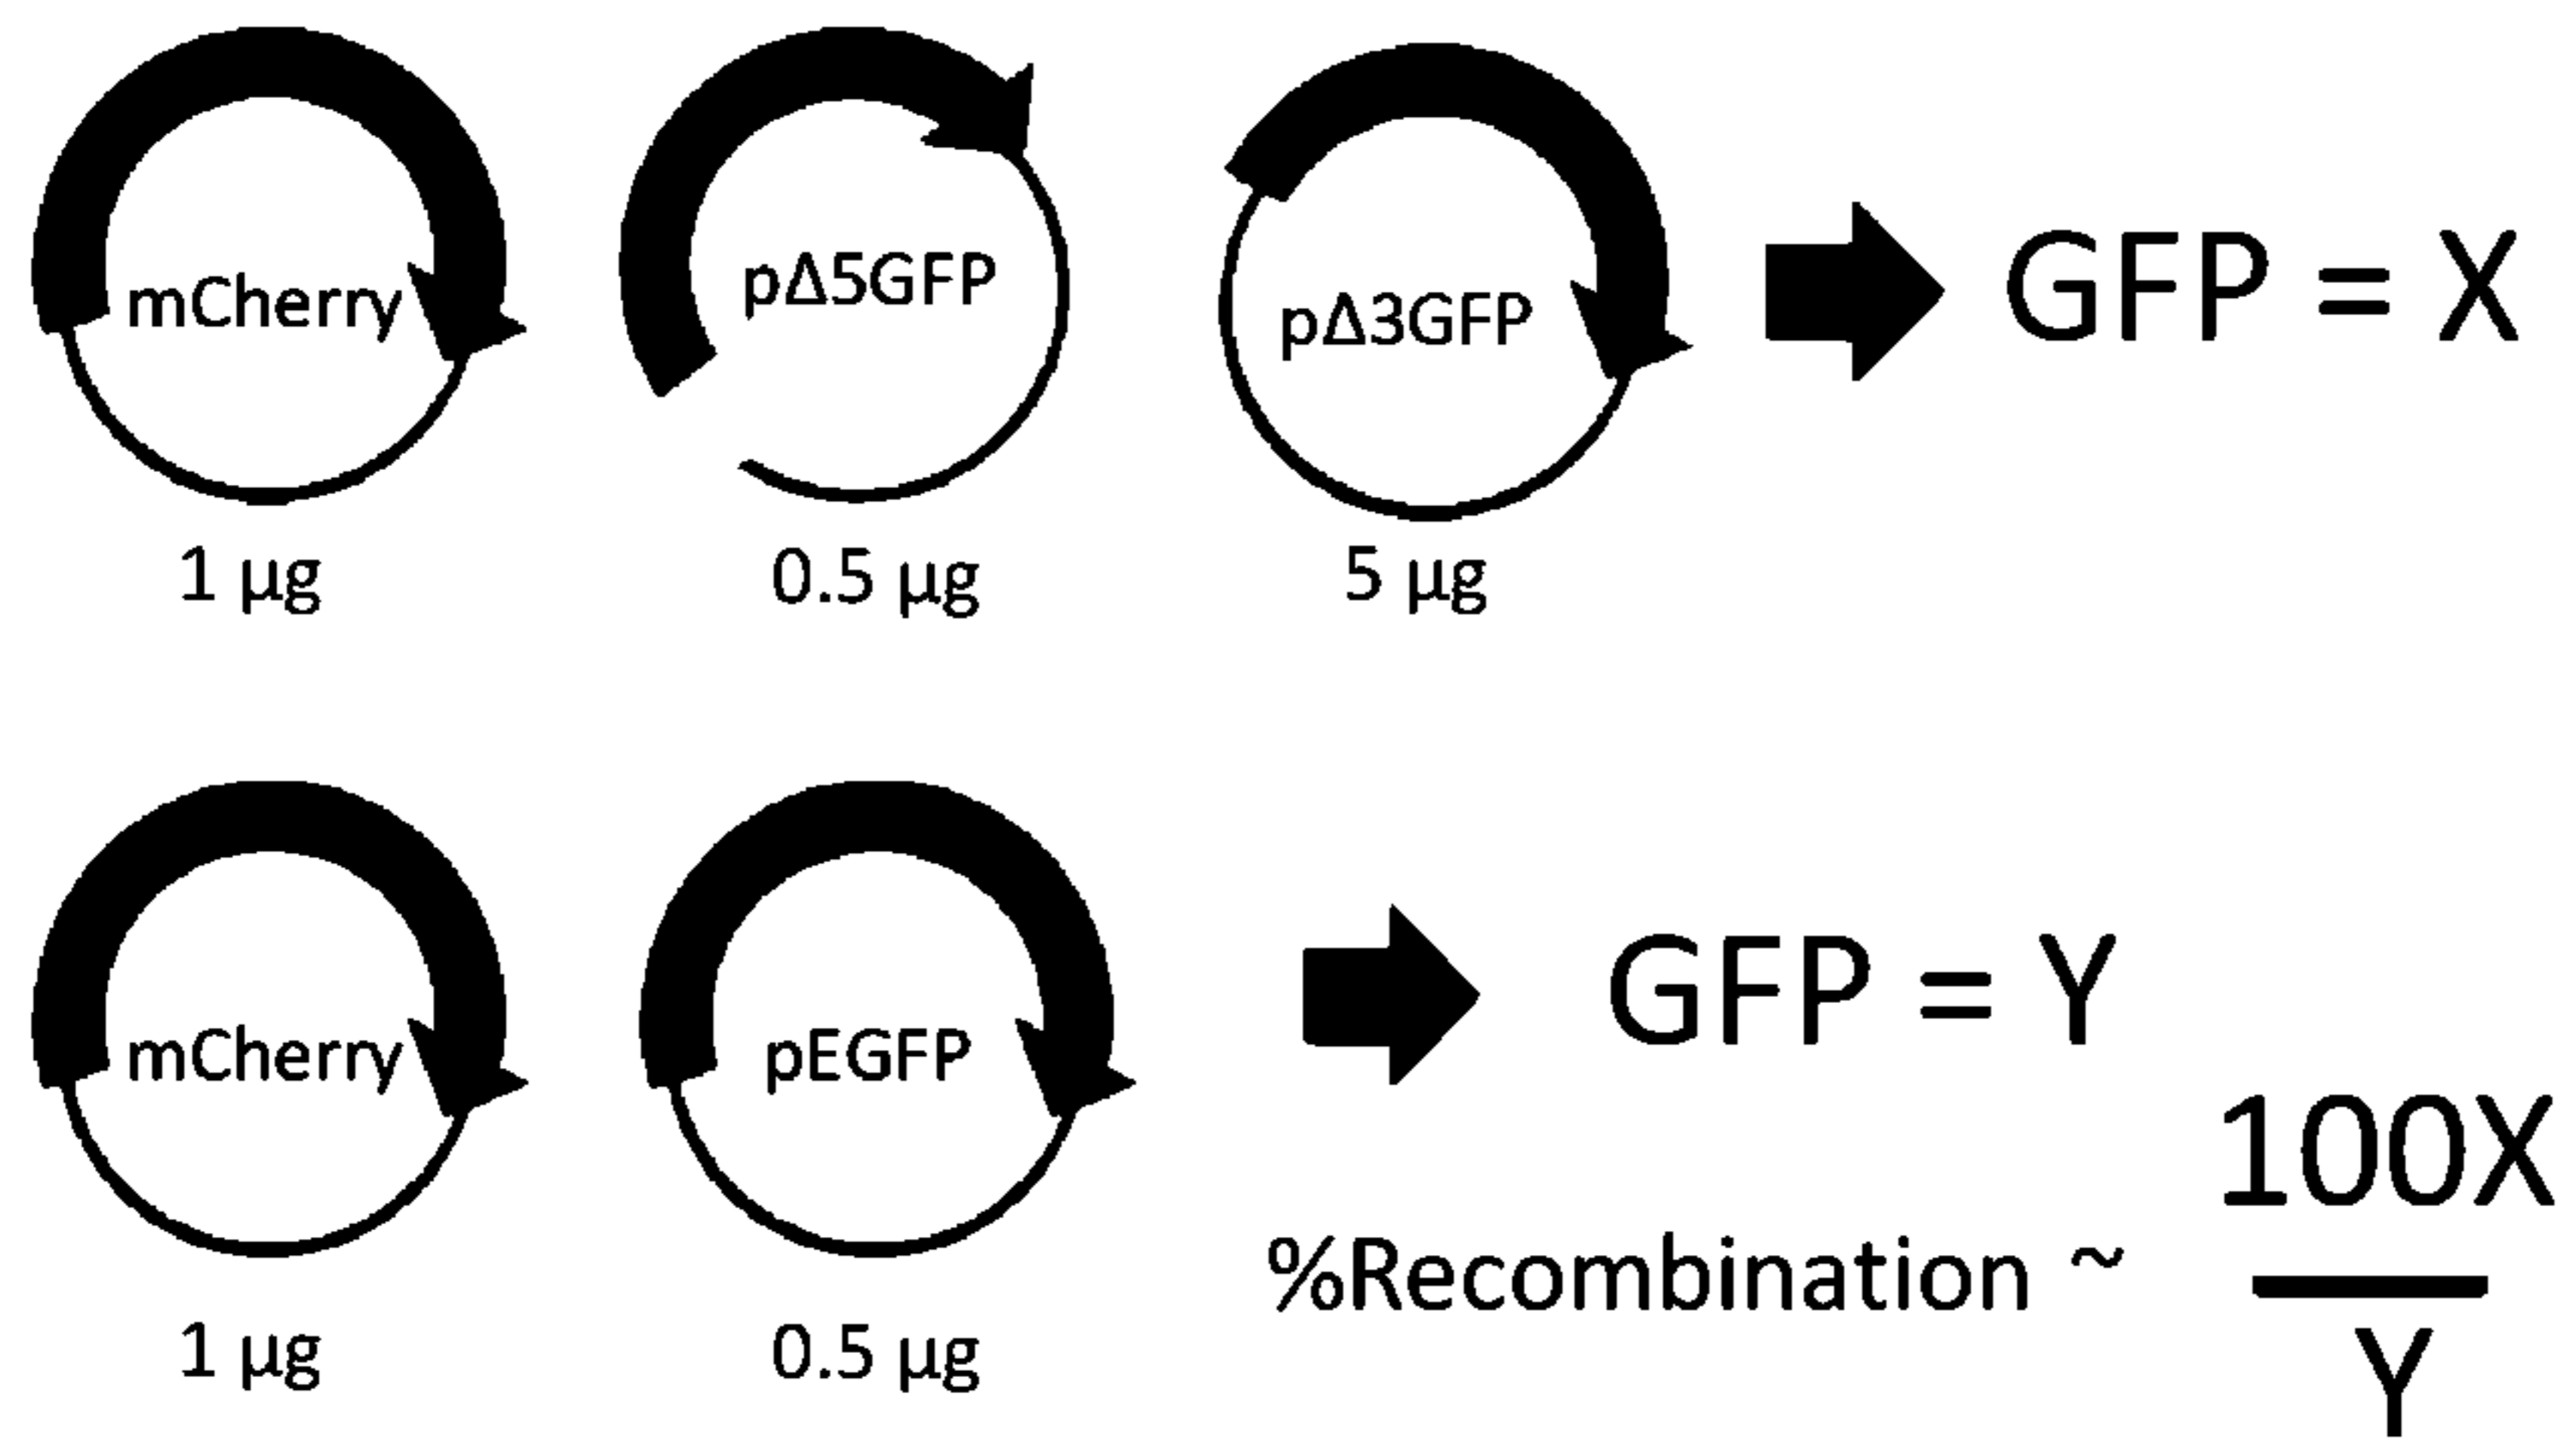 mCherry
pΔ5GFP
pΔ3GFP
GFP = X
1 µg
0.5 µg
5 µg
mCherry
pEGFP
GFP = Y
1 µg
0.5 µg
%Recombination ~
100X
Y